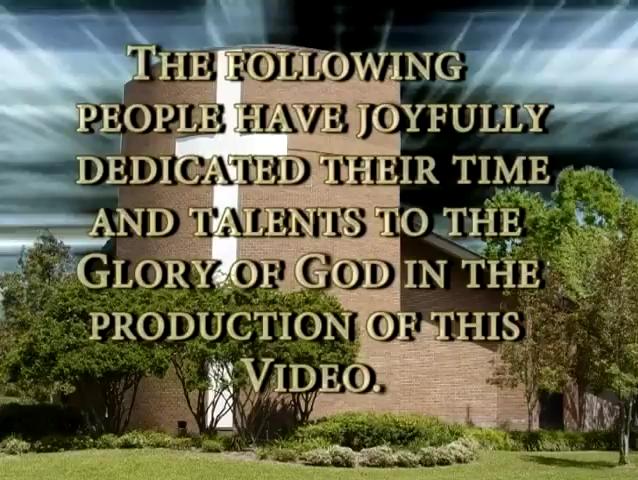 The following
people have joyfully
dedicated their time
and talents to the
Glory of God in the
production of this
Video.